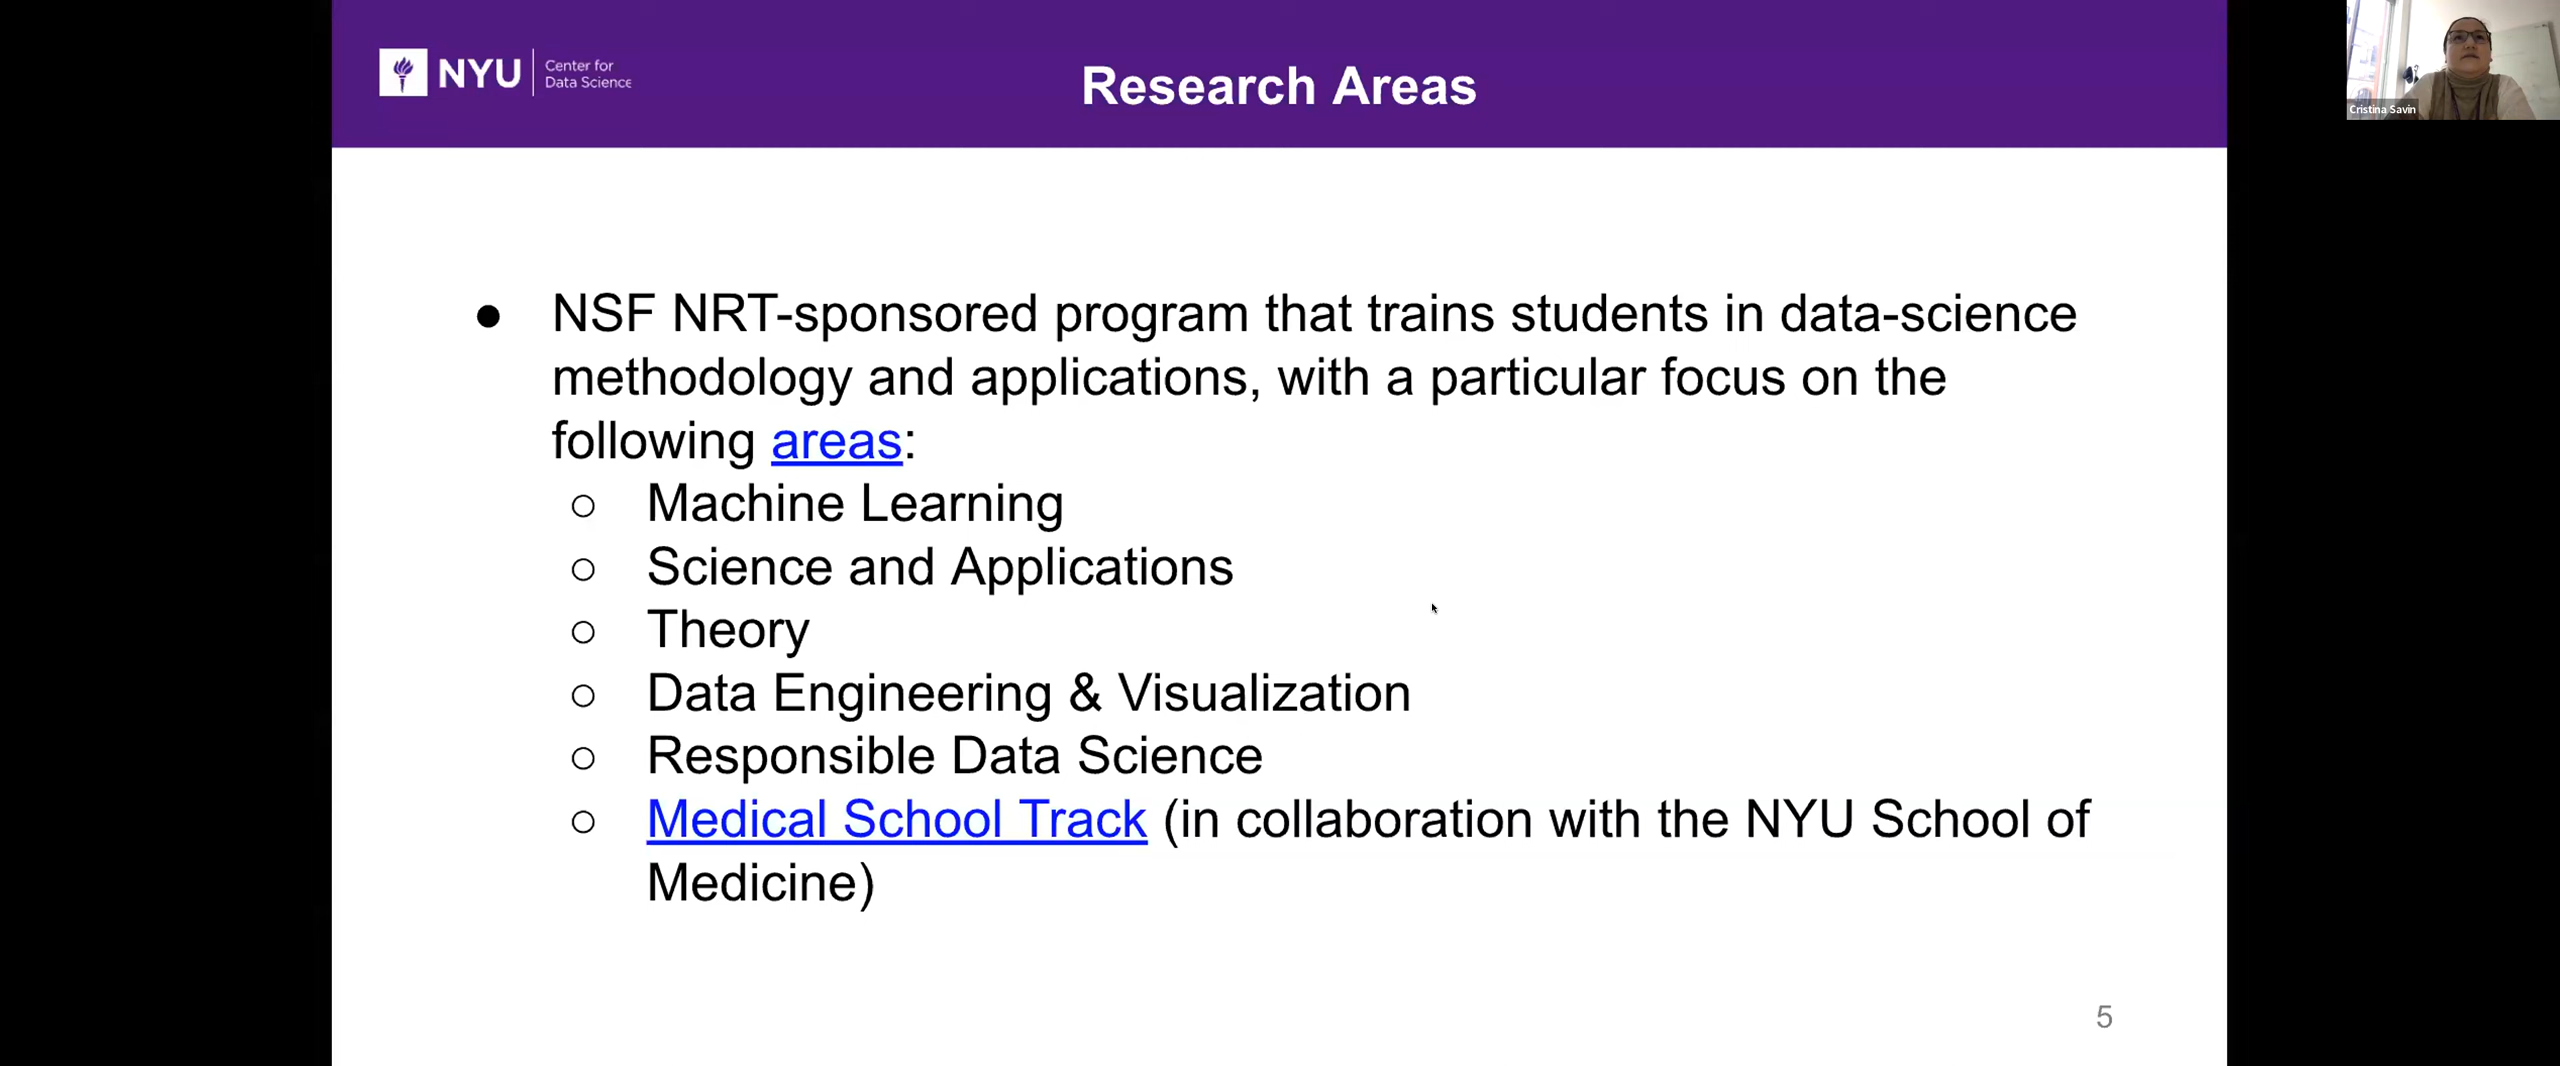 NYU
Center for
Data Science
Research Areas
Cristina Savin
● NSF NRT-sponsored program that trains students in data-science
methodology and applications, with a particular focus on the
following areas:
○ Machine Learning
○ Science and Applications
○ Theory
○ Data Engineering & Visualization
○ Responsible Data Science
○ Medical School Track (in collaboration with the NYU School of
Medicine)
5